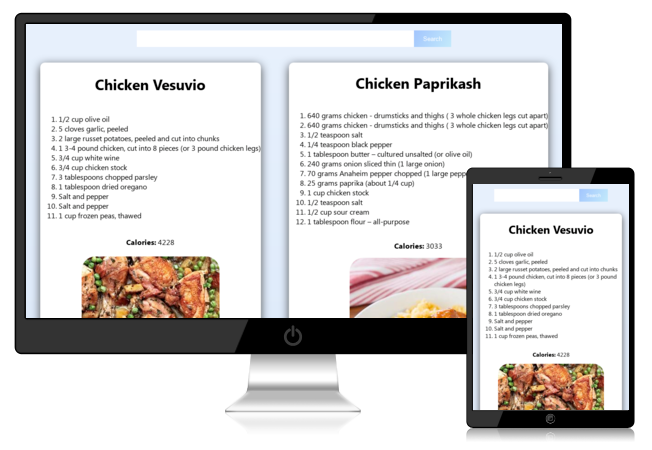 Search
Chicken Vesuvio
1. 1/2 cup olive oil
2. 5 cloves garlic, peeled
3. 2 large russet potatoes, peeled and cut into chunks
4. 1 3-4 pound chicken, cut into 8 pieces (or 3 pound chicken legs)
5. 3/4 cup white wine
6. 3/4 cup chicken stock
7. 3 tablespoons chopped parsley
8. 1 tablespoon dried oregano
9. Salt and pepper
10. Salt and pepper
11. 1 cup frozen peas, thawed
Calories: 4228
Chicken Paprikash
1. 640 grams chicken - drumsticks and thighs ( 3 whole chicken legs cut apart)
2. 640 grams chicken - drumsticks and thighs ( 3 whole chicken legs cut apart)
3. 1/2 teaspoon salt
4. 1/4 teaspoon black pepper
5. 1 tablespoon butter – cultured unsalted (or olive oil)
6. 240 grams onion sliced thin (1 large onion)
7. 70 grams Anaheim pepper chopped (1 large
8. 25 grams paprika (about 1/4 cup)
9. 1 cup chicken stock
10. 1/2 teaspoon salt
11. 1/2 cup sour cream
12. 1 tablespoon flour – all-purpose
Calories: 3033
Search
Chicken Vesuvio
1. 1/2 cup olive oil
2. 5 cloves garlic, peeled
3. 2 large russet potatoes, peeled and cut into chunks
4. 1 3-4 pound chicken, cut into 8 pieces (or 3 pound
chicken legs)
5. 3/4 cup white wine
6. 3/4 cup chicken stock
7. 3 tablespoons chopped parsley
8. 1 tablespoon dried oregano
9. Salt and pepper
10. Salt and pepper
11. 1 cup frozen peas, thawed
Calories: 4228